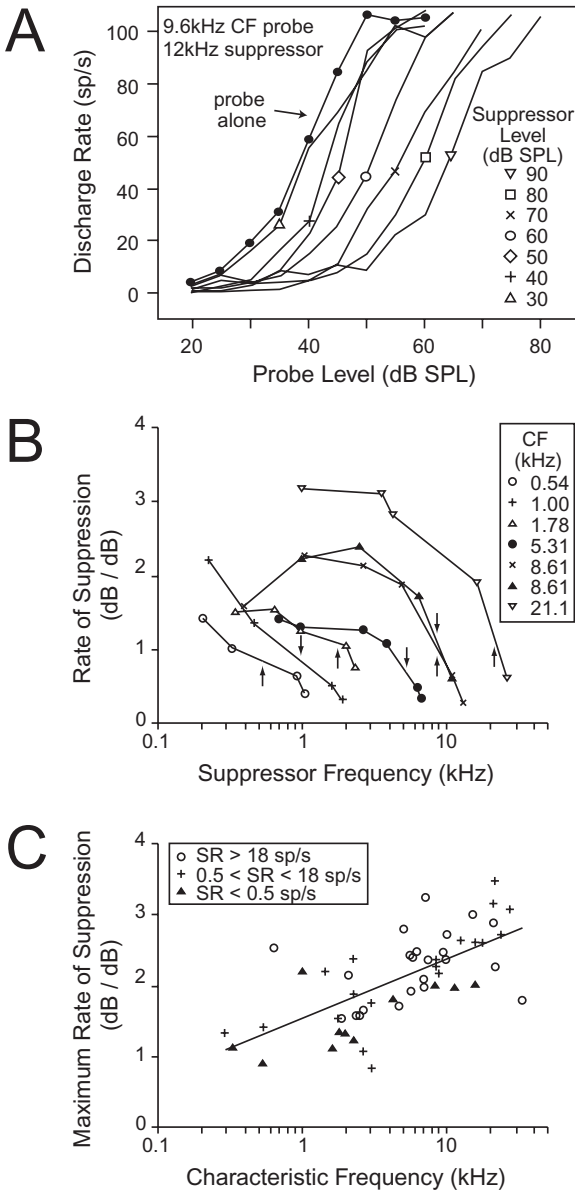 A
9.6kHz CF probe
12kHz suppressor
probe
alone
Discharge Rate (sp/s)
100
80
60
40
20
0
Suppressor
Level
(dB SPL)
90
80
70
60
50
40
30
20 40 60 80
Probe Level (dB SPL)
B
Rate of Suppression
(dB / dB)
4
3
2
1
0
CF
(kHz)
0.54
1.00
1.78
5.31
8.61
8.61
21.1
0.1 1 10
Suppressor Frequency (kHz)
C
Maximum Rate of Suppression
(dB / dB)
4
3
2
1
0
SR > 18 sp/s
0.5 < SR < 18 sp/s
SR < 0.5 sp/s
0.1 1 10
Characteristic Frequency (kHz)